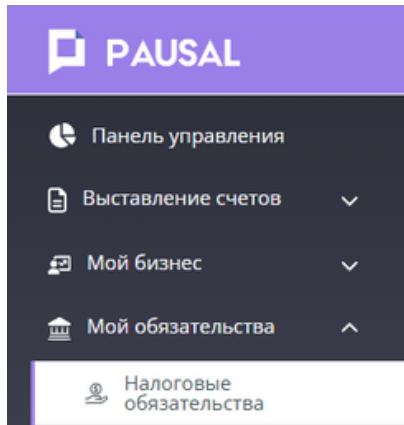 PAUSAL
Панель управления
Выставление счетов
Мой бизнес
Мой обязательства
Налоговые
обязательства